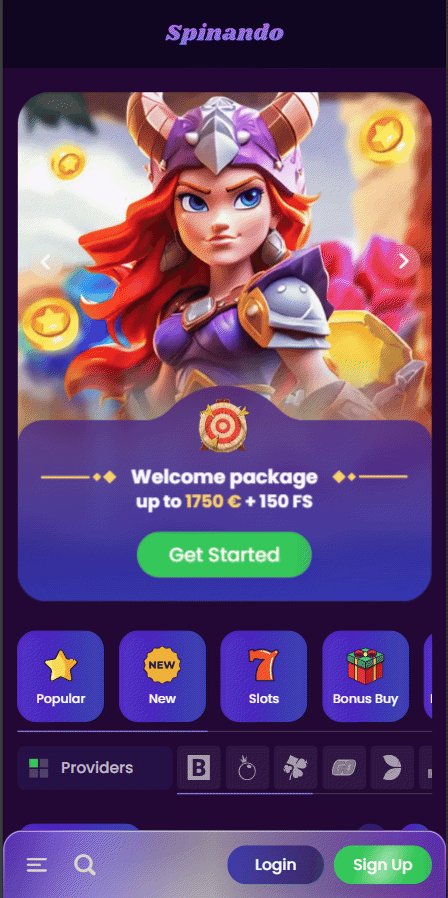 Spinando
Welcome package
up to 1750 € + 150 FS
Get Started
NEW
7
Popular
New
Slots
Bonus Buy
Providers
B
Login
Sign Up